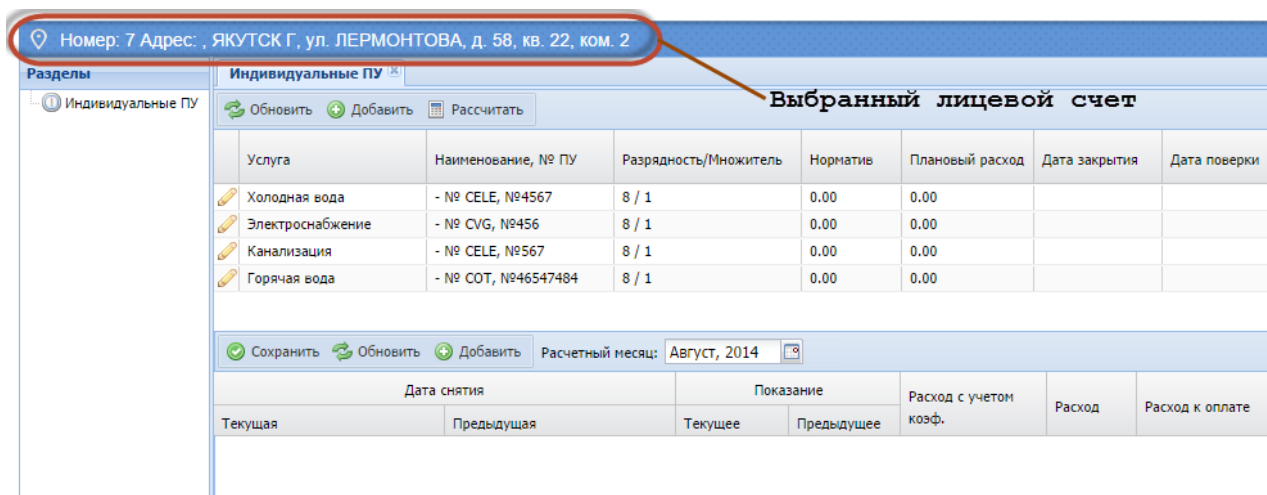 Номер: 7 Адрес: , ЯКУТСК Г, ул. ЛЕРМОНТОВА, д. 58, кв. 22, ком. 2
Разделы
Индивидуальные ПУ
Индивидуальные ПУ
Обновить Добавить Рассчитать
Выбранный лицевой счет
Услуга Наименование, № ПУ Разрядность/Множитель Норматив Плановый расход Дата закрытия Дата поверки
Холодная вода - № CELE, №4567 8 / 1 0.00 0.00
Электроснабжение - № CVG, №456 8 / 1 0.00 0.00
Канализация - № CELE, №567 8 / 1 0.00 0.00
Горячая вода - № СОТ, №46547484 8 / 1 0.00 0.00
Сохранить Обновить Добавить Расчетный месяц: Август, 2014
Дата снятия Показание Расход с учетом коэф. Расход Расход к оплате
Текущая Предыдущая Текущее Предыдущее